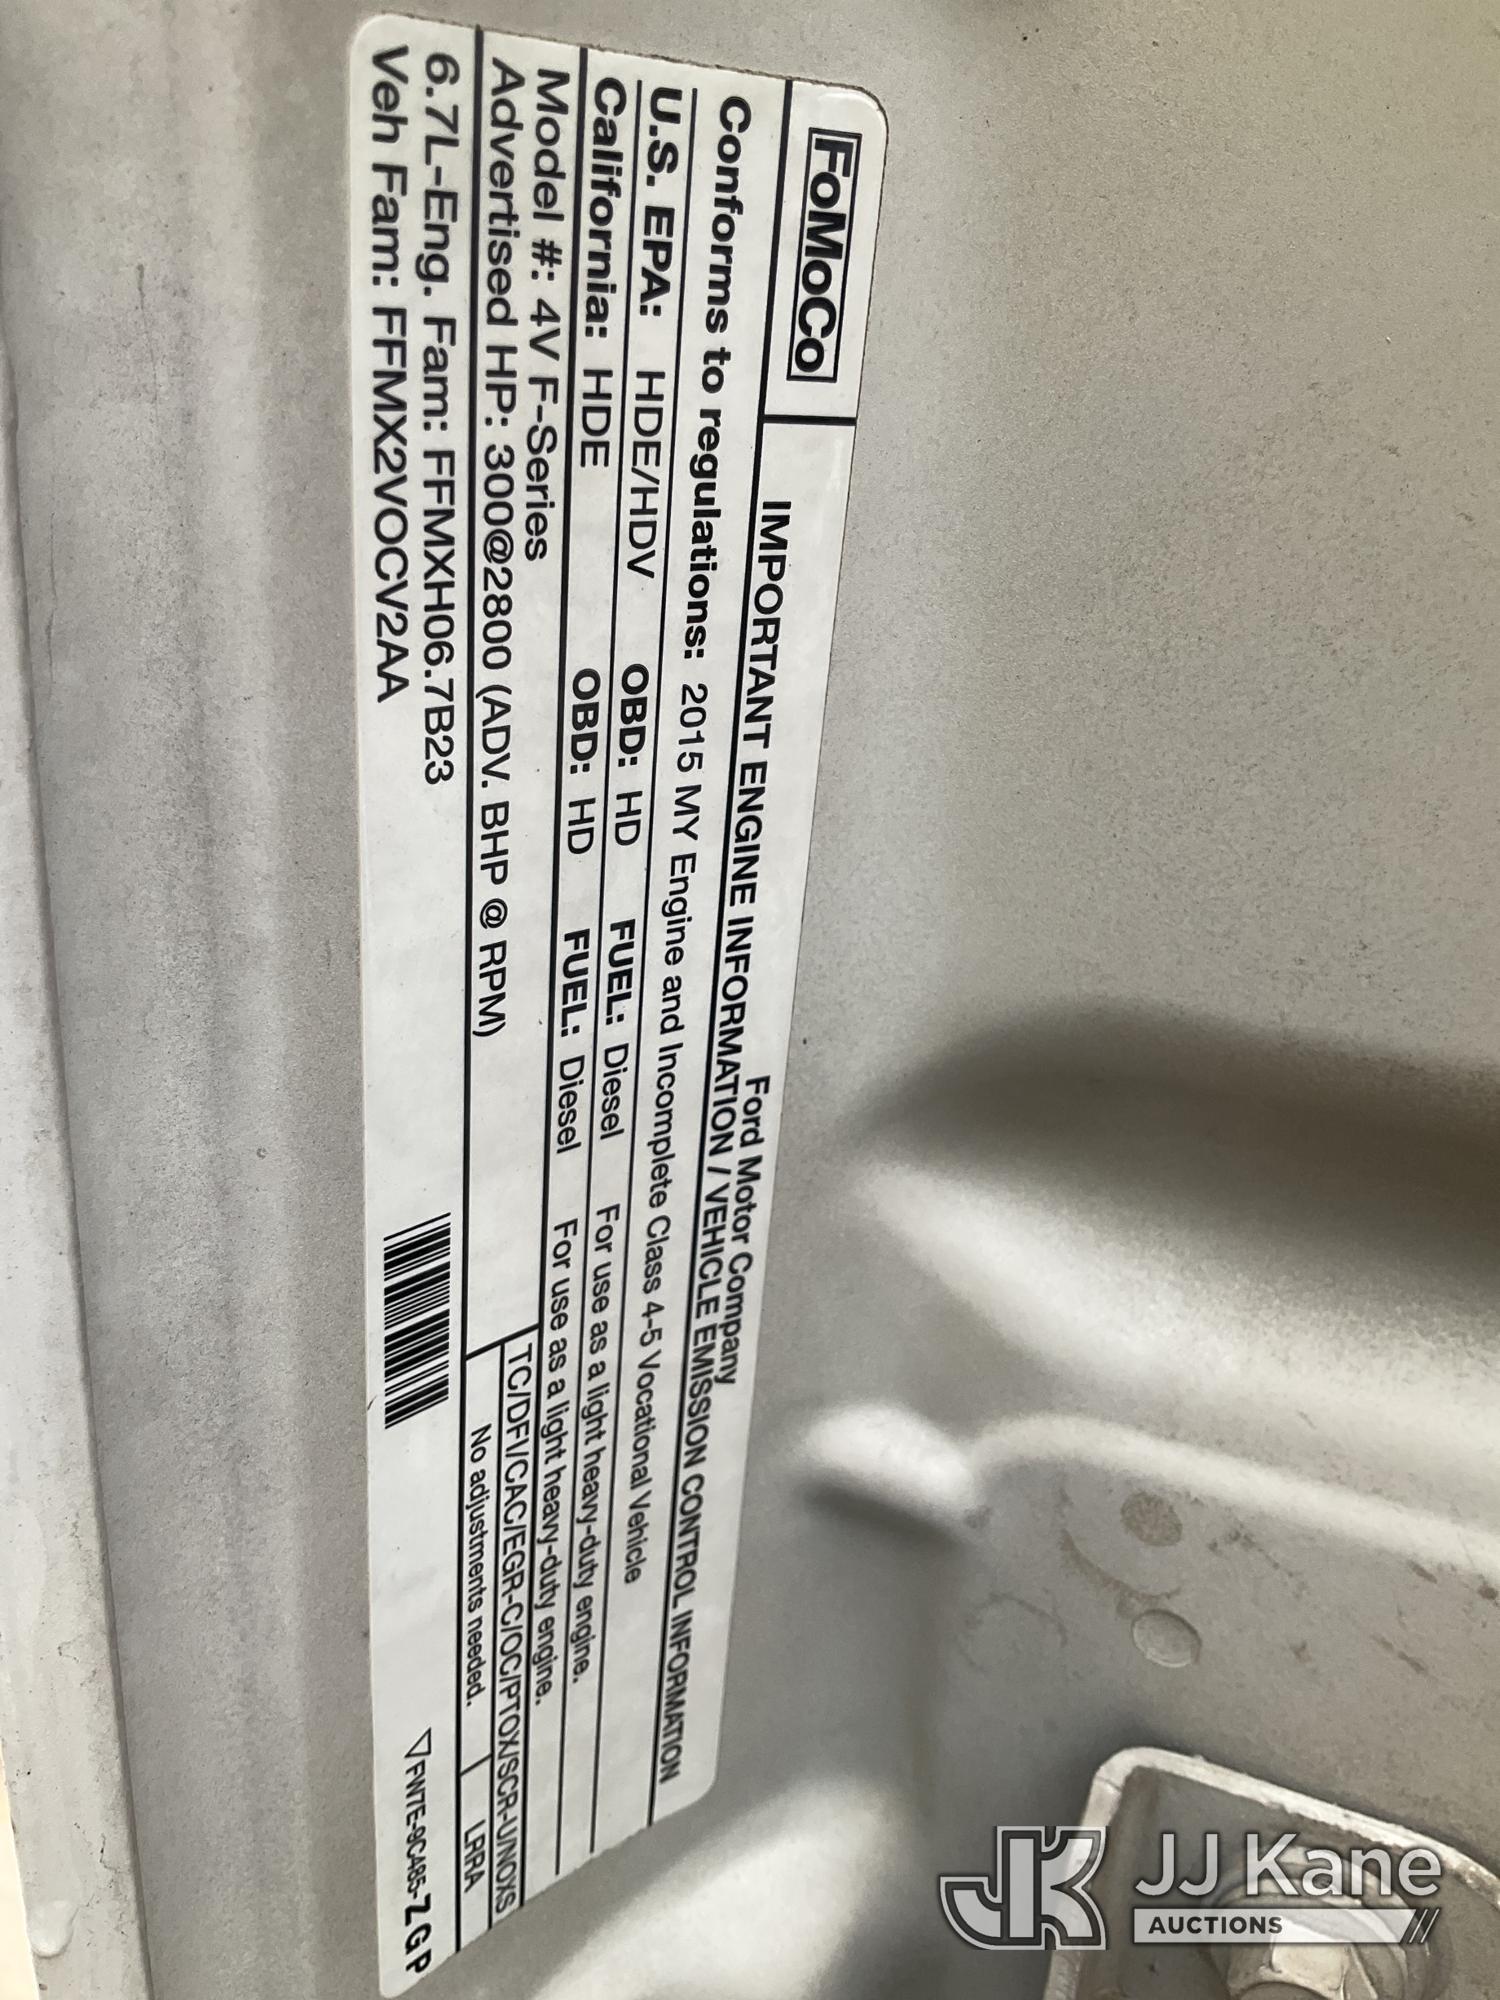 FoMoCo
Ford Motor Company
IMPORTANT ENGINE INFORMATION / VEHICLE EMISSION CONTROL INFORMATION
Conforms to regulations: 2015 MY Engine and Incomplete Class 4-5 Vocational Vehicle
U.S. EPA: HDE/HDV OBD: HD FUEL: Diesel For use as a light heavy-duty engine.
California: HDE OBD: HD FUEL: Diesel For use as a light heavy-duty engine.
Model #: 4V F-Series
TC/DFI/CAC/EGR-C/OC/PTOX/SCR-U/NOXS
Advertised HP: 300@2800 (ADV. BHP @ RPM)
No adjustments needed. LRRA
6.7L-Eng. Fam: FFMXH06.7B23
Veh Fam: FFMX2VOCV2AA
FW7E-9C485-ZGP
JK JJ Kane
AUCTIONS